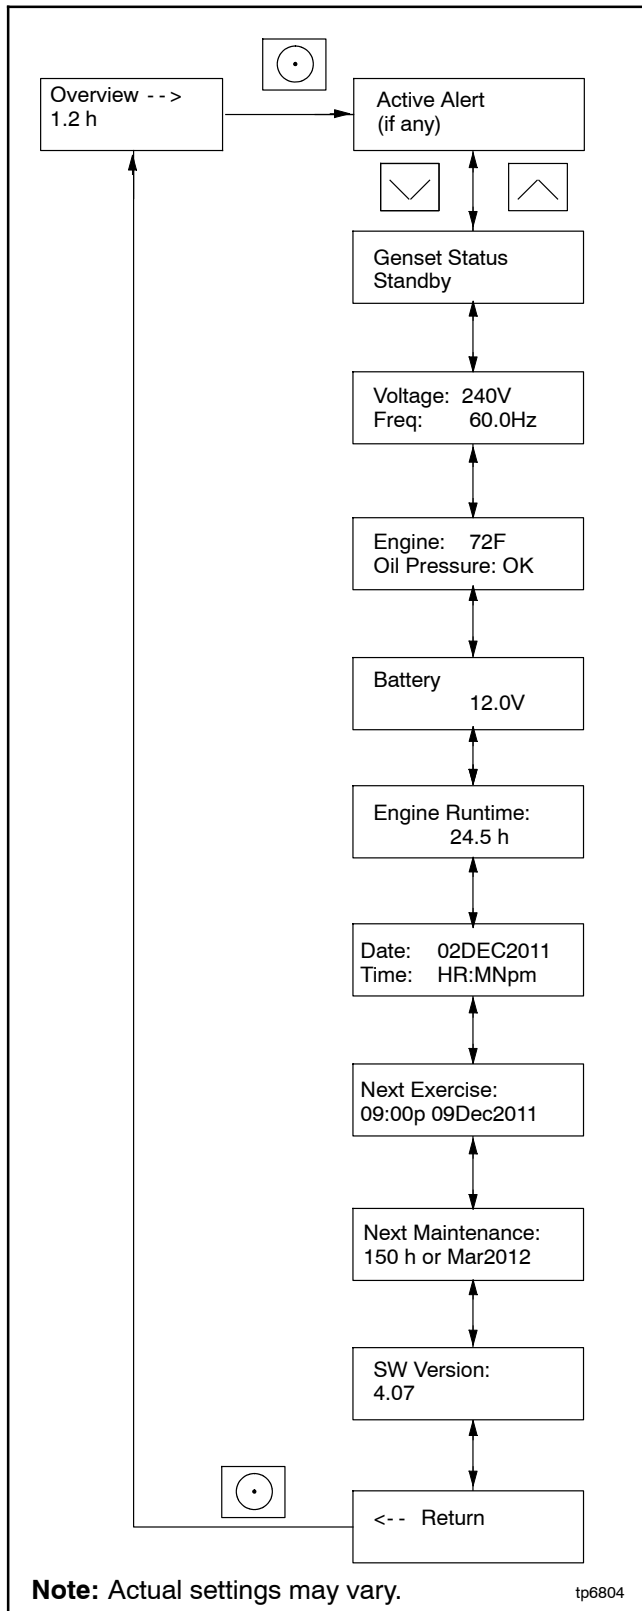 Overview - ->
1.2 h
Active Alert
(if any)
Genset Status
Standby
Voltage: 240V
Freq: 60.0Hz
Engine: 72F
Oil Pressure: OK
Battery
12.0V
Engine Runtime:
24.5 h
Date: 02DEC2011
Time: HR:MNpm
Next Exercise:
09:00p 09Dec2011
Next Maintenance:
150 h or Mar2012
SW Version:
4.07
<- - Return
Note: Actual settings may vary.
tp6804